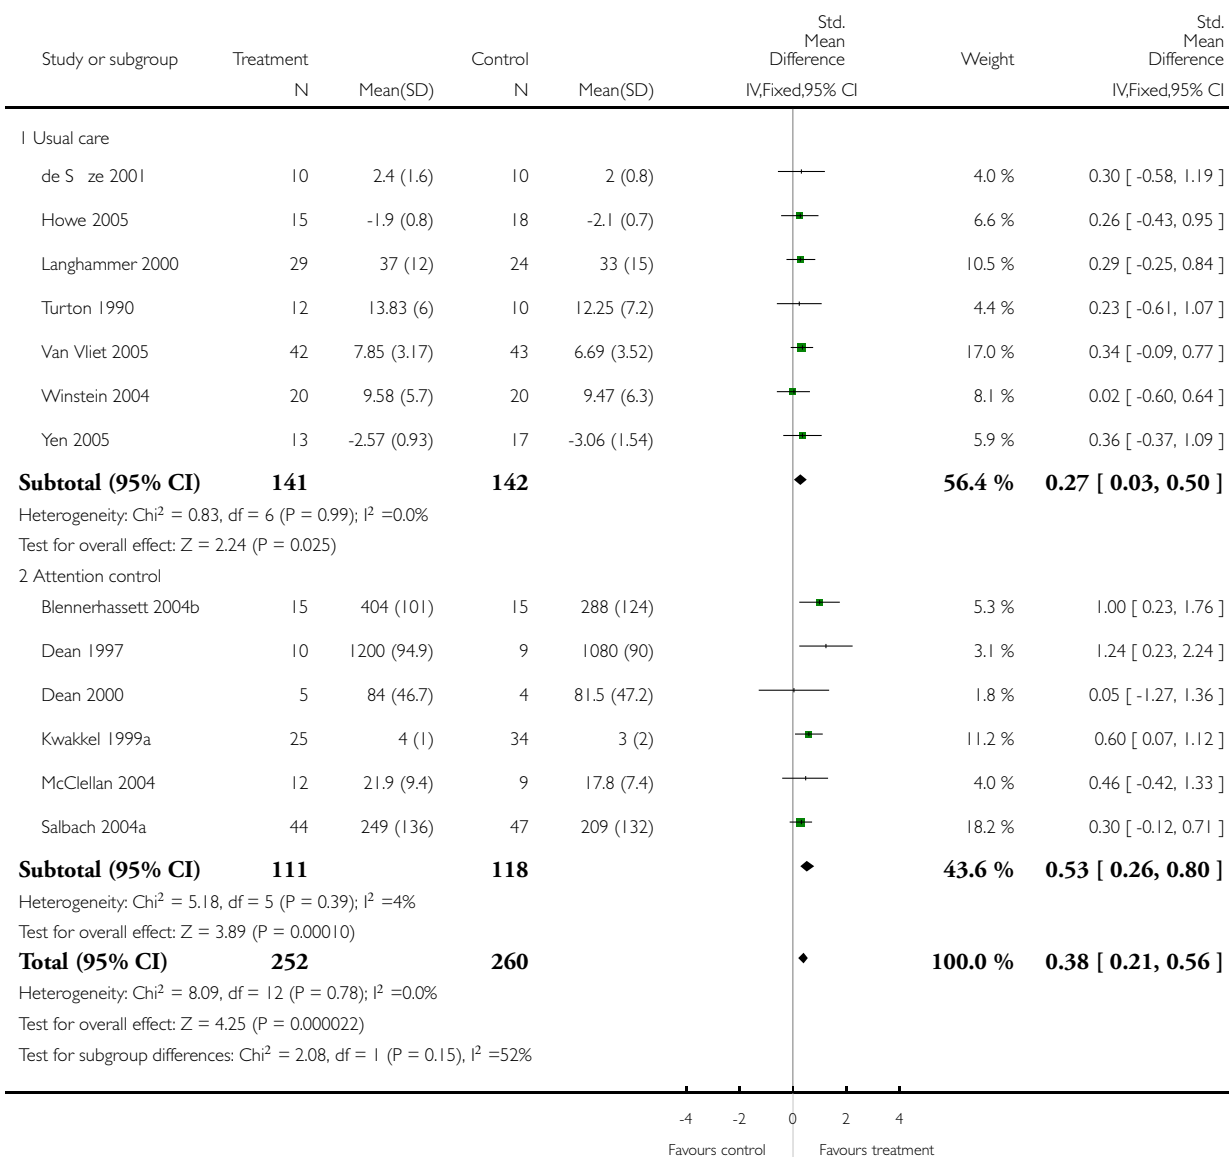 Study or subgroup Treatment Control Std. Mean Difference Weight Std. Mean Difference
N Mean(SD) N Mean(SD) IV,Fixed,95% CI IV,Fixed,95% CI
1 Usual care
de S ze 2001 10 2.4 (1.6) 10 2 (0.8) 4.0 % 0.30 [ -0.58, 1.19 ]
Howe 2005 15 -1.9 (0.8) 18 -2.1 (0.7) 6.6 % 0.26 [ -0.43, 0.95 ]
Langhammer 2000 29 37 (12) 24 33 (15) 10.5 % 0.29 [ -0.25, 0.84 ]
Turton 1990 12 13.83 (6) 10 12.25 (7.2) 4.4 % 0.23 [ -0.61, 1.07 ]
Van Vliet 2005 42 7.85 (3.17) 43 6.69 (3.52) 17.0 % 0.34 [ -0.09, 0.77 ]
Winstein 2004 20 9.58 (5.7) 20 9.47 (6.3) 8.1 % 0.02 [ -0.60, 0.64 ]
Yen 2005 13 -2.57 (0.93) 17 -3.06 (1.54) 5.9 % 0.36 [ -0.37, 1.09 ]
Subtotal (95% CI) 141 142 56.4 % 0.27 [ 0.03, 0.50 ]
Heterogeneity: Chi² = 0.83, df = 6 (P = 0.99); I² =0.0%
Test for overall effect: Z = 2.24 (P = 0.025)
2 Attention control
Blennerhassett 2004b 15 404 (101) 15 288 (124) 5.3 % 1.00 [ 0.23, 1.76 ]
Dean 1997 10 1200 (94.9) 9 1080 (90) 3.1 % 1.24 [ 0.23, 2.24 ]
Dean 2000 5 84 (46.7) 4 81.5 (47.2) 1.8 % 0.05 [ -1.27, 1.36 ]
Kwakkel 1999a 25 4 (1) 34 3 (2) 11.2 % 0.60 [ 0.07, 1.12 ]
McClellan 2004 12 21.9 (9.4) 9 17.8 (7.4) 4.0 % 0.46 [ -0.42, 1.33 ]
Salbach 2004a 44 249 (136) 47 209 (132) 18.2 % 0.30 [ -0.12, 0.71 ]
Subtotal (95% CI) 111 118 43.6 % 0.53 [ 0.26, 0.80 ]
Heterogeneity: Chi² = 5.18, df = 5 (P = 0.39); I² =4%
Test for overall effect: Z = 3.89 (P = 0.00010)
Total (95% CI) 252 260 100.0 % 0.38 [ 0.21, 0.56 ]
Heterogeneity: Chi² = 8.09, df = 12 (P = 0.78); I² =0.0%
Test for overall effect: Z = 4.25 (P = 0.000022)
Test for subgroup differences: Chi² = 2.08, df = 1 (P = 0.15), I² =52%
-4 -2 0 2 4
Favours control Favours treatment